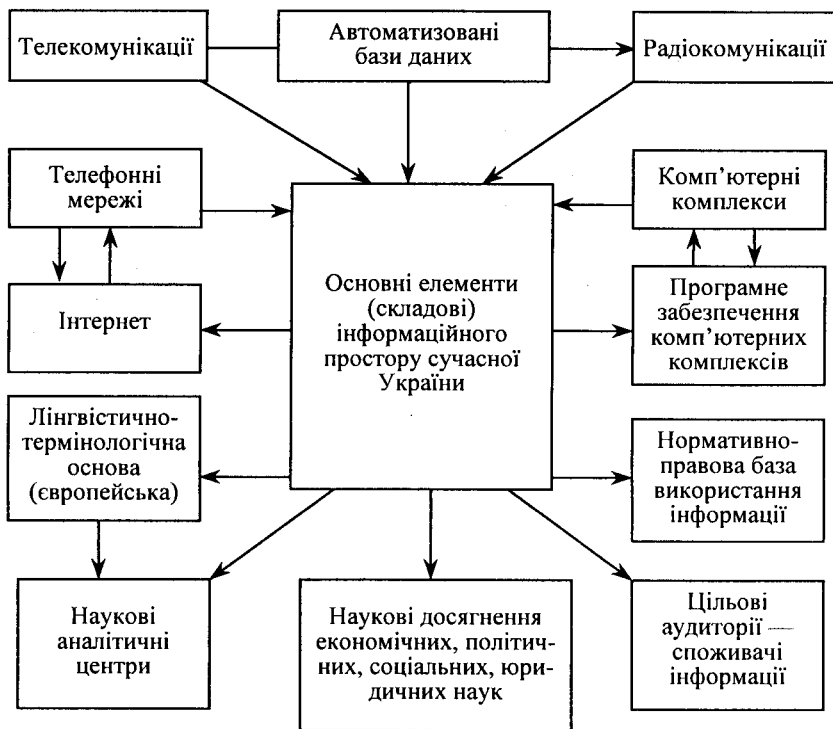 Телекомунікації
Автоматизовані
бази даних
Радіокомунікації
Телефонні
мережі
Комп’ютерні
комплекси
Основні елементи
(складові)
інформаційного
простору сучасної
України
Інтернет
Програмне
забезпечення
комп’ютерних
комплексів
Лінгвістично-
термінологічна
основа
(європейська)
Нормативно-
правова база
використання
інформації
Наукові
аналітичні
центри
Наукові досягнення
економічних, політич-
них, соціальних, юри-
дичних наук
Цільові
аудиторії —
споживачі
інформації